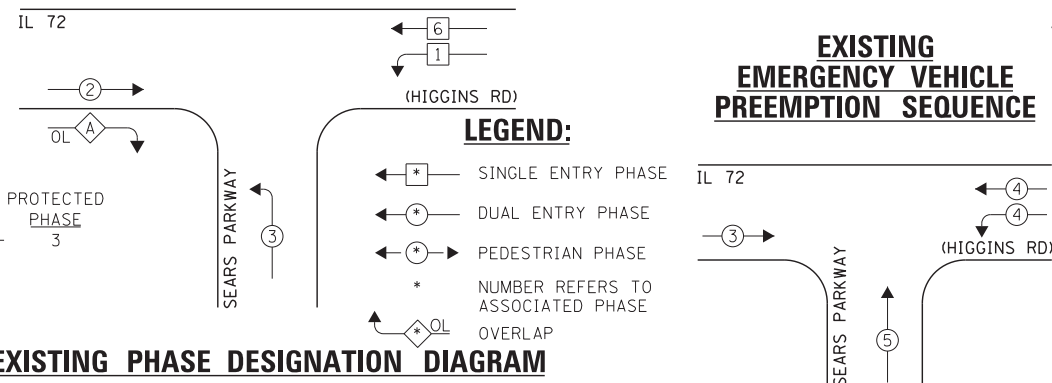 IL 72
6
1
2
(HIGGINS RD)
OL A
PROTECTED
PHASE
3
SEARS PARKWAY
3
LEGEND:
* SINGLE ENTRY PHASE
* DUAL ENTRY PHASE
* PEDESTRIAN PHASE
* NUMBER REFERS TO
ASSOCIATED PHASE
* OL OVERLAP
EXISTING PHASE DESIGNATION DIAGRAM
EXISTING
EMERGENCY VEHICLE
PREEMPTION SEQUENCE
IL 72
4
4
3
(HIGGINS RD)
SEARS PARKWAY
5